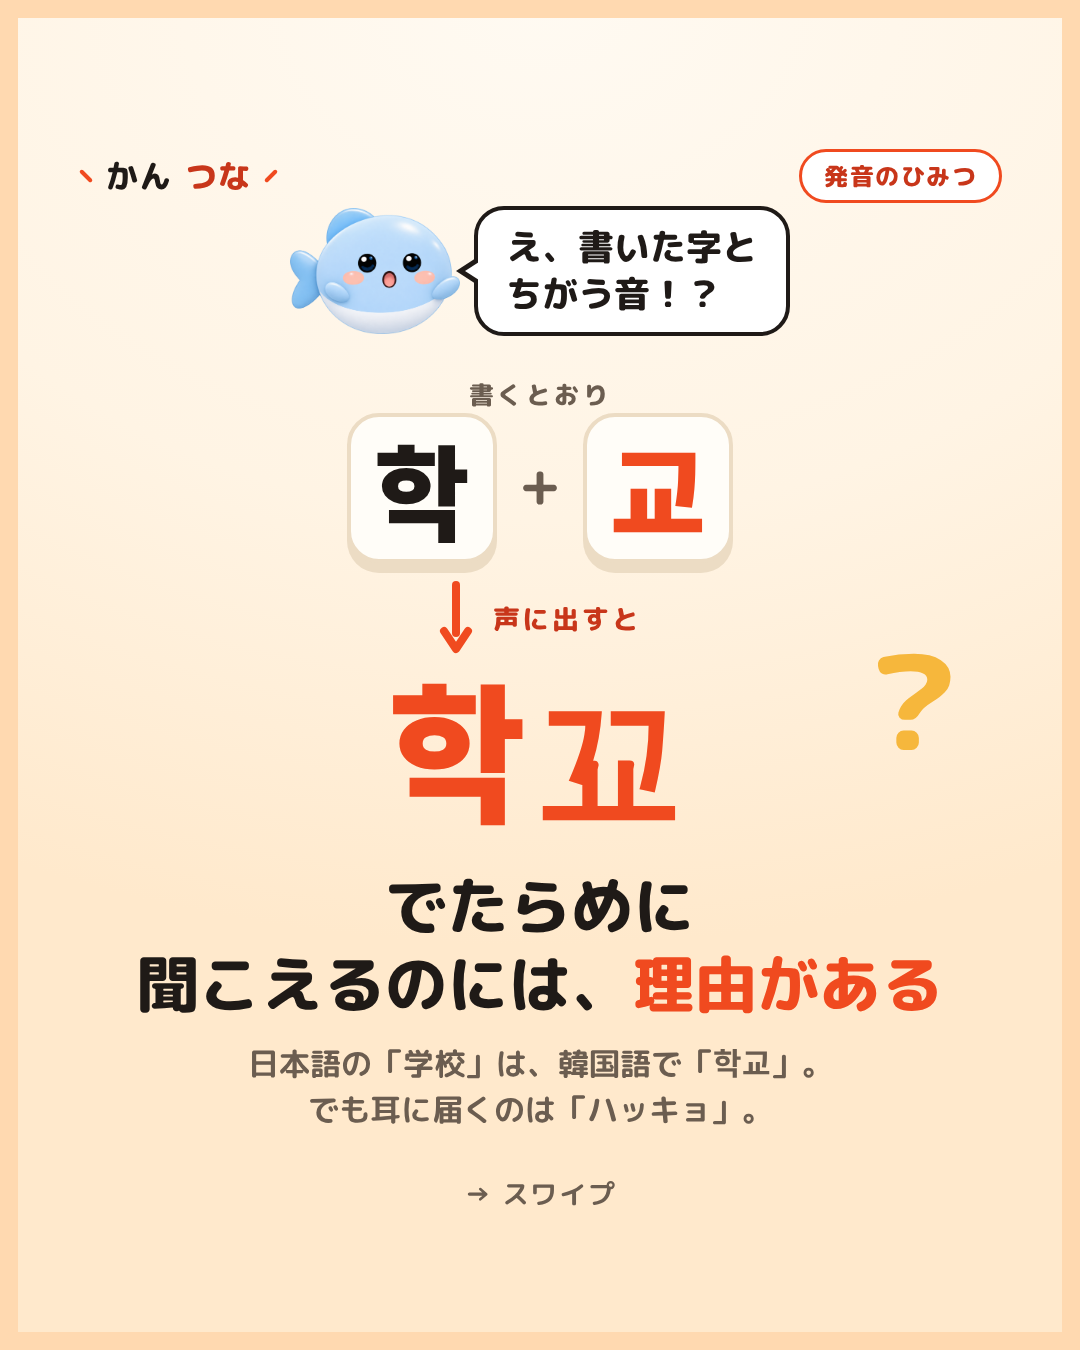 かん つな
発音のひみつ
え、書いた字と
ちがう音！？
書くとおり
학 + 교
声に出すと
학꾜
?
でたらめに
聞こえるのには、理由がある
日本語の「学校」は、韓国語で「학교」。
でも耳に届くのは「ハッキョ」。
→ スワイプ